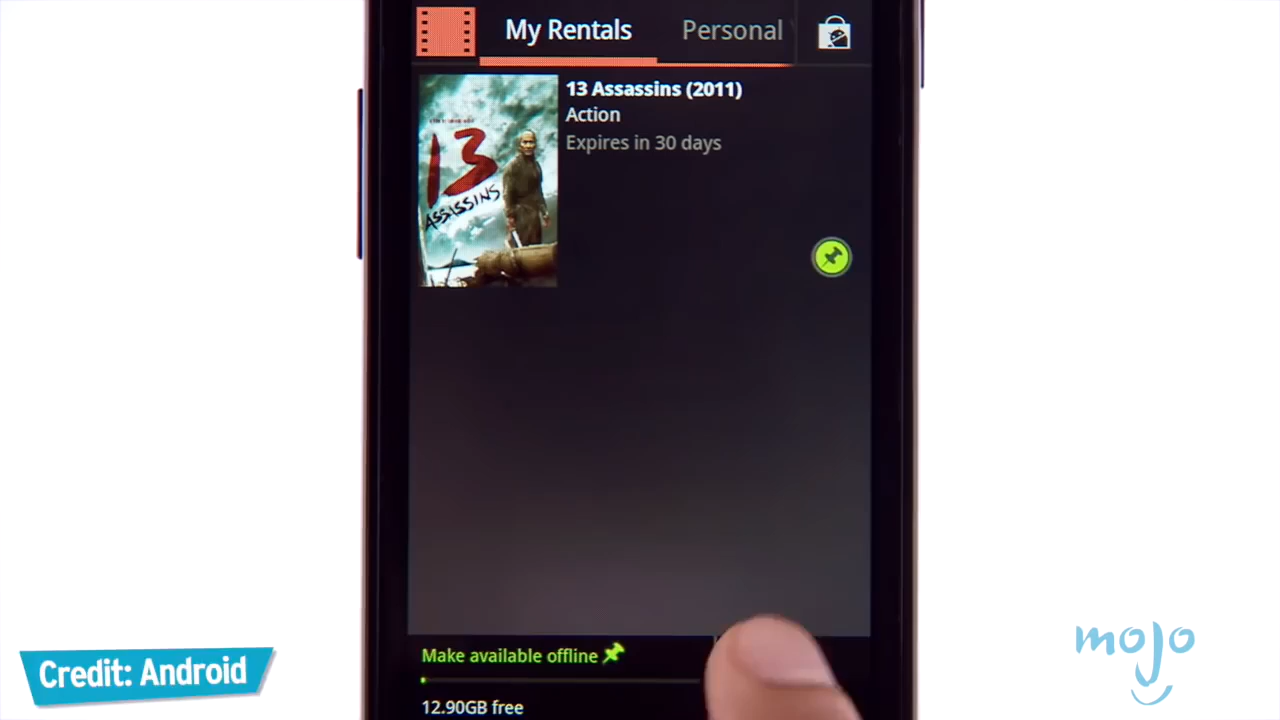 My Rentals
Personal
13 Assassins (2011)
Action
Expires in 30 days
13
ASSASSINS
Make available offline
12.90GB free
Credit: Android
mojo